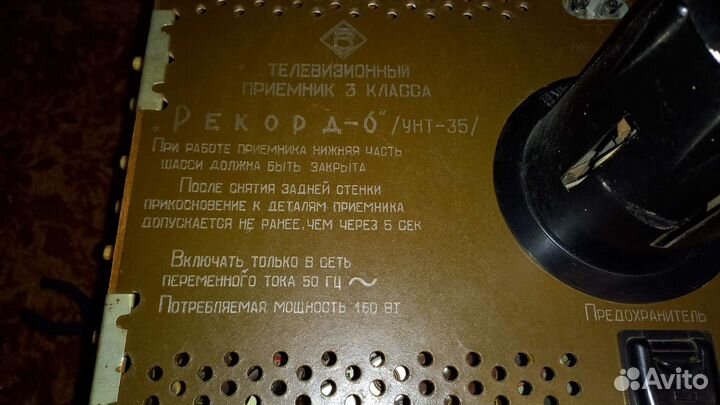 ТЕЛЕВИЗИОННЫЙ
ПРИЕМНИК 3 КЛАССА
„РЕКОРД-6" /УНТ-35/
ПРИ РАБОТЕ ПРИЕМНИКА НИЖНЯЯ ЧАСТЬ
ШАССИ ДОЛЖНА БЫТЬ ЗАКРЫТА
ПОСЛЕ СНЯТИЯ ЗАДНЕЙ СТЕНКИ
ПРИКОСНОВЕНИЕ К ДЕТАЛЯМ ПРИЕМНИКА
ДОПУСКАЕТСЯ НЕ РАНЕЕ, ЧЕМ ЧЕРЕЗ 5 СЕК
ВКЛЮЧАТЬ ТОЛЬКО В СЕТЬ
ПЕРЕМЕННОГО ТОКА 50 ГЦ ~
ПОТРЕБЛЯЕМАЯ МОЩНОСТЬ 150 ВТ
ПРЕДОХРАНИТЕЛЬ
Avito